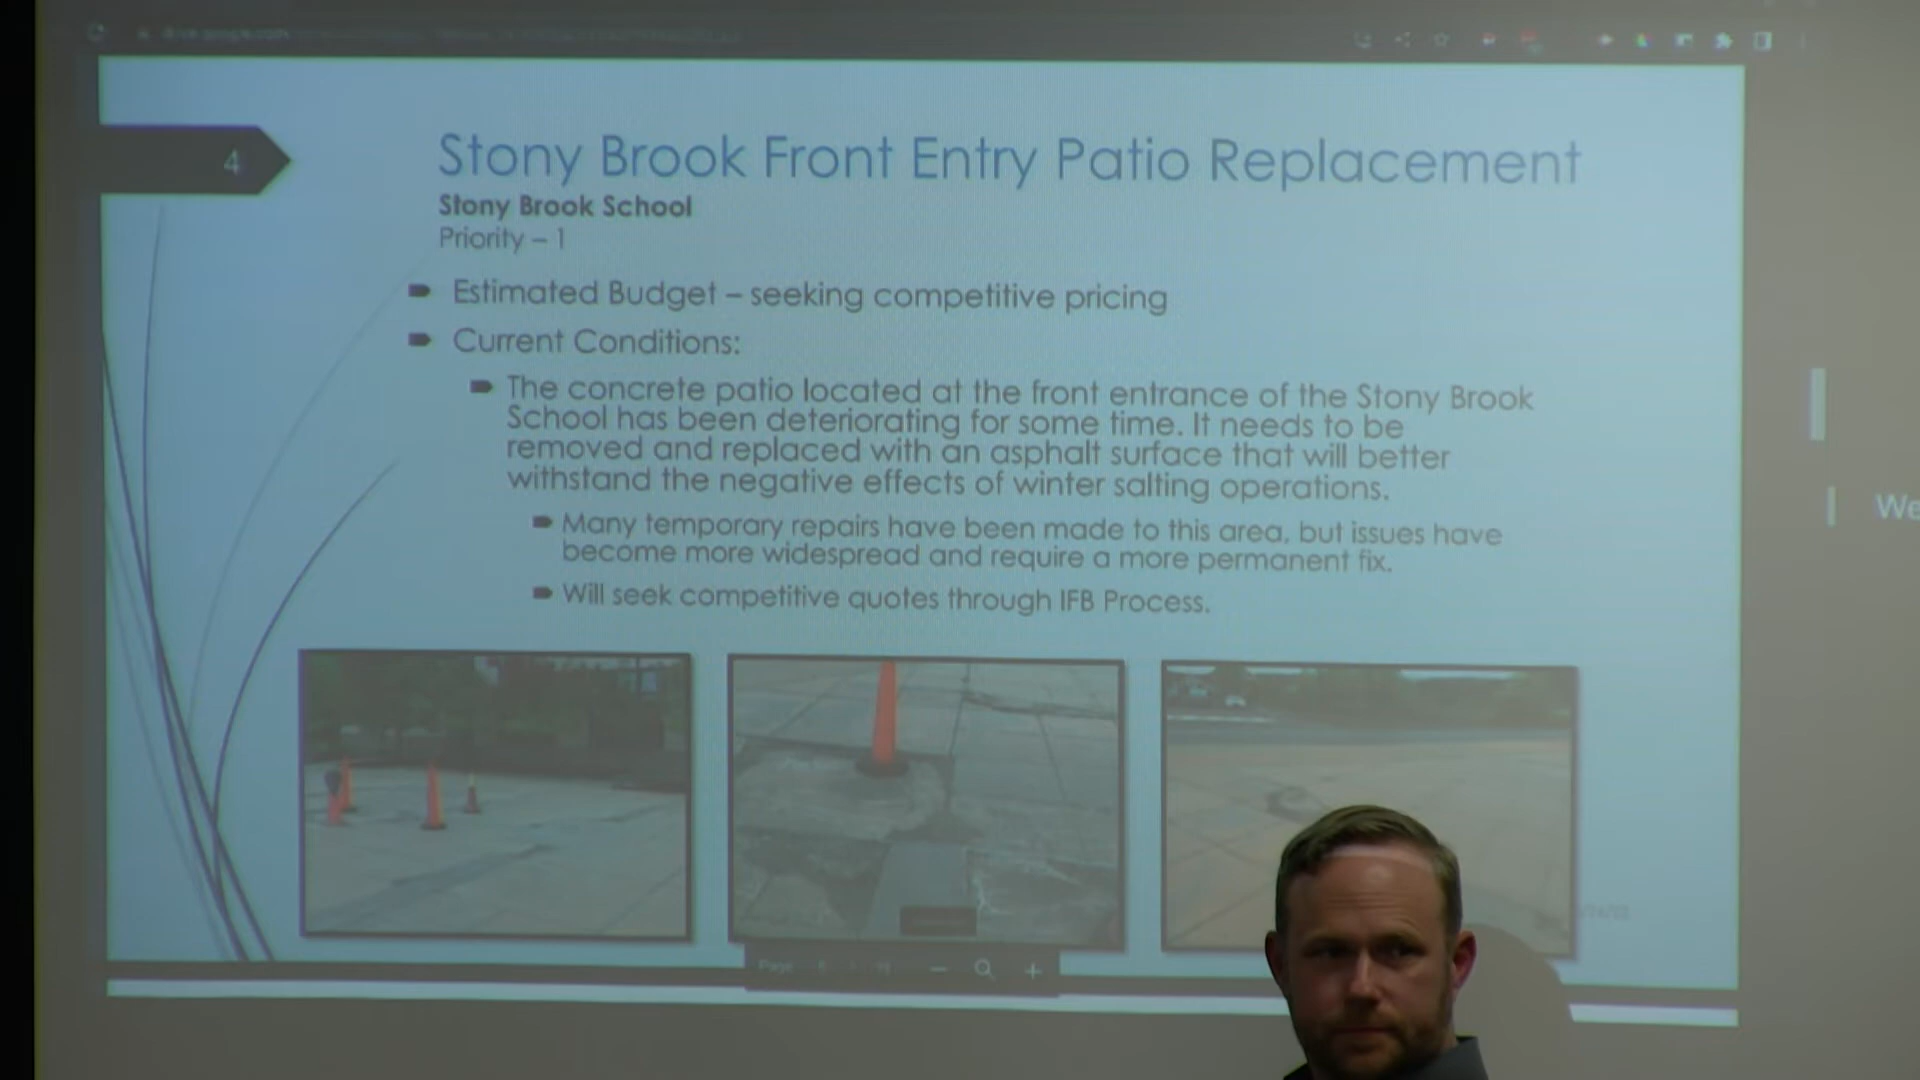 4
Stony Brook Front Entry Patio Replacement
Stony Brook School
Priority – 1
Estimated Budget – seeking competitive pricing
Current Conditions:
The concrete patio located at the front entrance of the Stony Brook
School has been deteriorating for some time. It needs to be
removed and replaced with an asphalt surface that will better
withstand the negative effects of winter salting operations.
Many temporary repairs have been made to this area, but issues have
become more widespread and require a more permanent fix.
Will seek competitive quotes through IFB Process.
We
Page